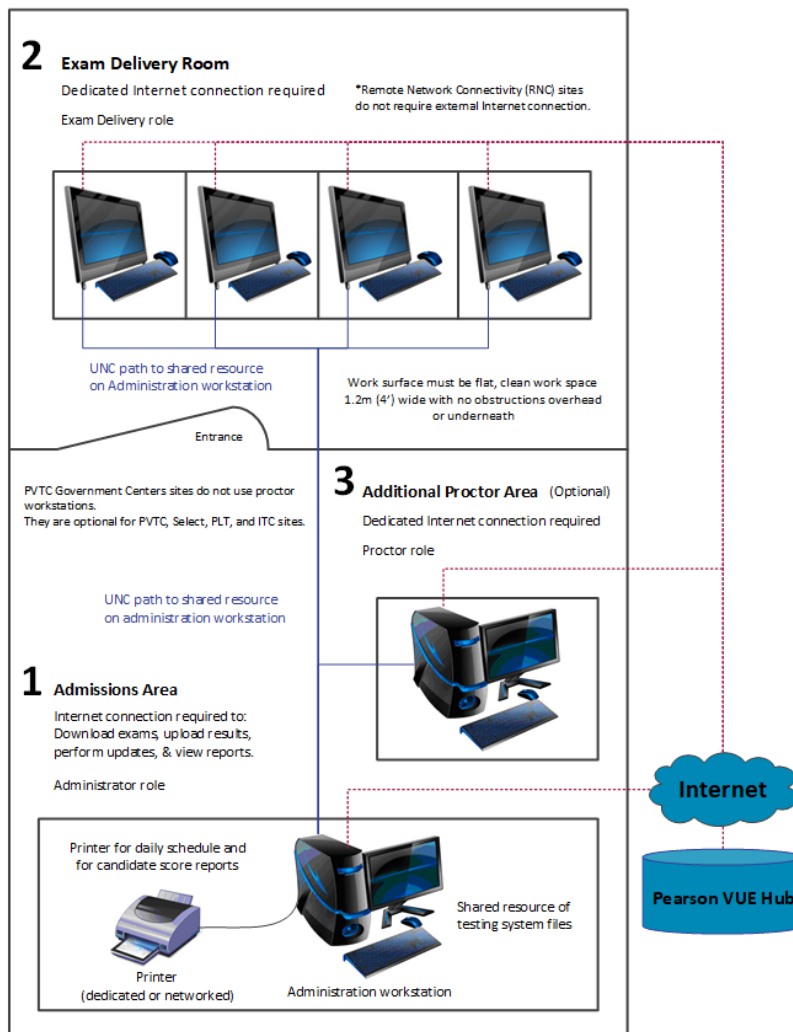 2 Exam Delivery Room
Dedicated Internet connection required
Exam Delivery role
*Remote Network Connectivity (RNC) sites
do not require external Internet connection.
UNC path to shared resource
on Administration workstation
Work surface must be flat, clean work space
1.2m (4') wide with no obstructions overhead
or underneath
Entrance
PVTC Government Centers sites do not use proctor
workstations.
They are optional for PVTC, Select, PLT, and ITC sites.
3 Additional Proctor Area (Optional)
Dedicated Internet connection required
Proctor role
UNC path to shared resource
on administration workstation
1 Admissions Area
Internet connection required to:
Download exams, upload results,
perform updates, & view reports.
Administrator role
Internet
Pearson VUE Hub
Printer for daily schedule and
for candidate score reports
Shared resource of
testing system files
Printer
(dedicated or networked)
Administration workstation